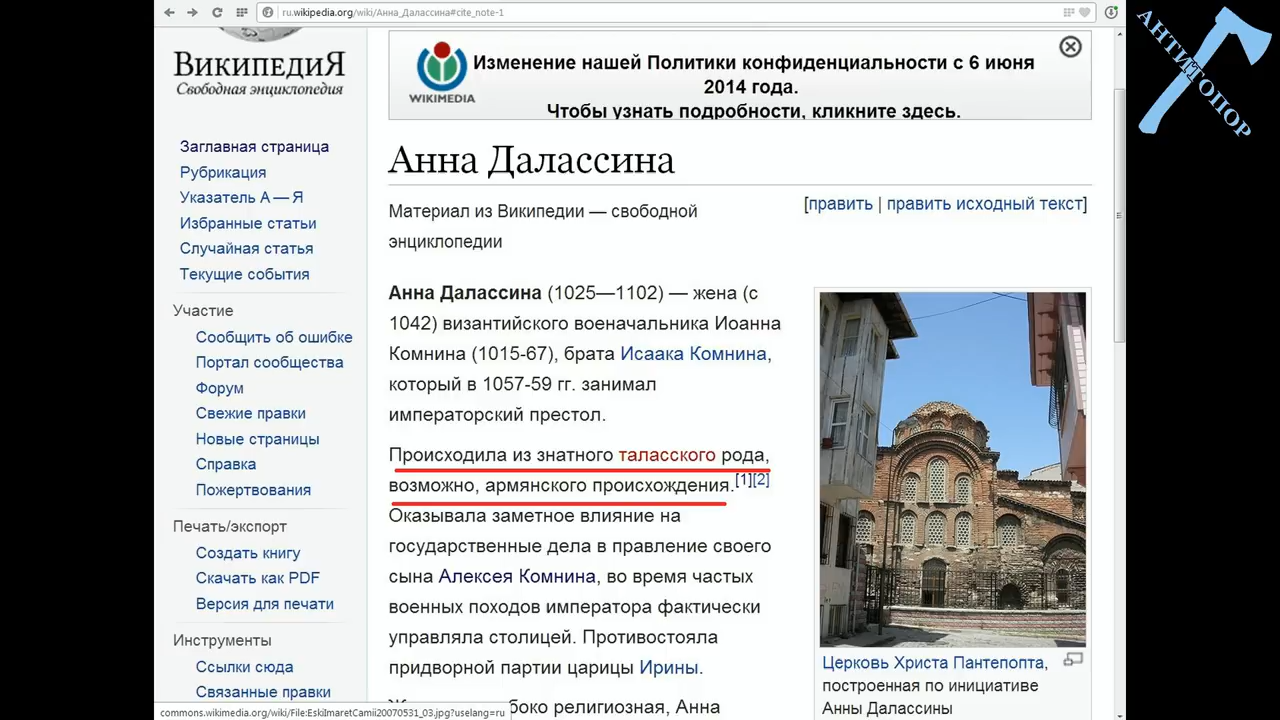 ru.wikipedia.org/wiki/Анна_Далассина#cite_note-1
АНТИТОПОР
ВИКИПЕДИЯ
Свободная энциклопедия
WIKIMEDIA
Изменение нашей Политики конфиденциальности с 6 июня
2014 года.
Чтобы узнать подробности, кликните здесь.
Заглавная страница
Рубрикация
Указатель А — Я
Избранные статьи
Случайная статья
Текущие события
Участие
Сообщить об ошибке
Портал сообщества
Форум
Свежие правки
Новые страницы
Справка
Пожертвования
Печать/экспорт
Создать книгу
Скачать как PDF
Версия для печати
Инструменты
Ссылки сюда
Связанные правки
Анна Далассина
[править | править исходный текст]
Материал из Википедии — свободной
энциклопедии
Анна Далассина (1025—1102) — жена (с
1042) византийского военачальника Иоанна
Комнина (1015-67), брата Исаака Комнина,
который в 1057-59 гг. занимал
императорский престол.
Происходила из знатного таласского рода,
возможно, армянского происхождения.[1][2]
Оказывала заметное влияние на
государственные дела в правление своего
сына Алексея Комнина, во время частых
военных походов императора фактически
управляла столицей. Противостояла
придворной партии царицы Ирины.
боко религиозная, Анна
Церковь Христа Пантепопта,
построенная по инициативе
Анны Далассины
commons.wikimedia.org/wiki/File:EskiImaretCamii20070531_03.jpg?uselang=ru